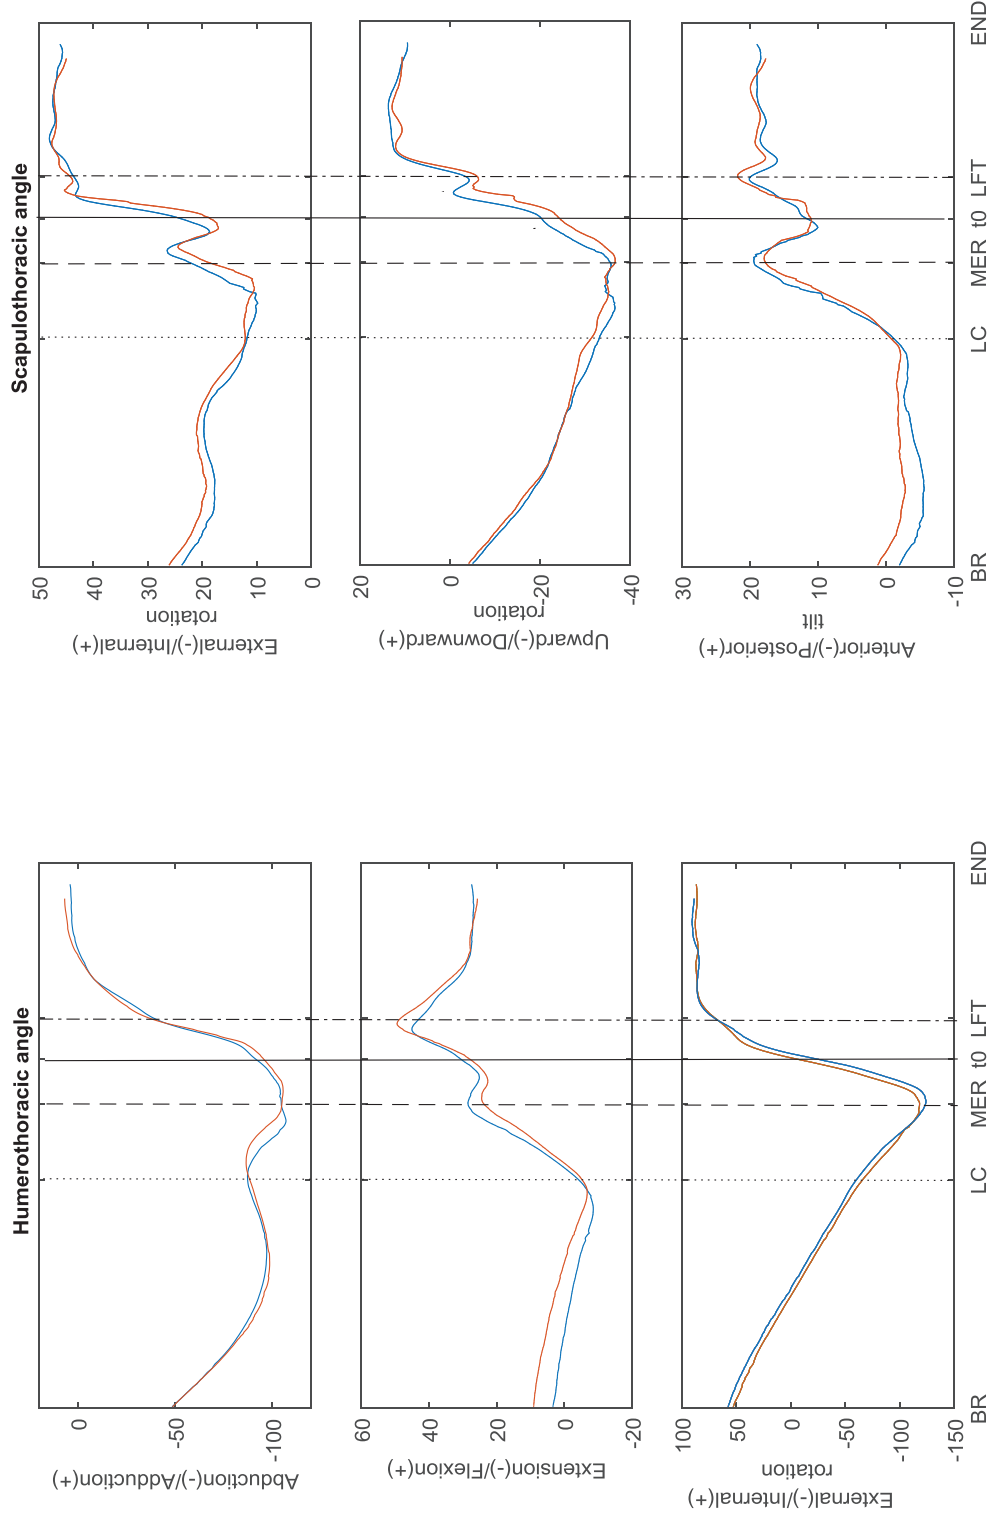 Humerothoracic angle
Abduction(-)/Adduction(+)
0
-50
-100
Extension(-)/Flexion(+)
60
40
20
0
-20
External(-)/Internal(+)
rotation
100
50
0
-50
-100
-150
BR LC MER t0 LFT END
Scapulothoracic angle
External(-)/Internal(+)
rotation
50
40
30
20
10
0
Upward(-)/Downward(+)
rotation
20
0
-20
-40
Anterior(-)/Posterior(+)
tilt
30
20
10
0
-10
BR LC MER t0 LFT END